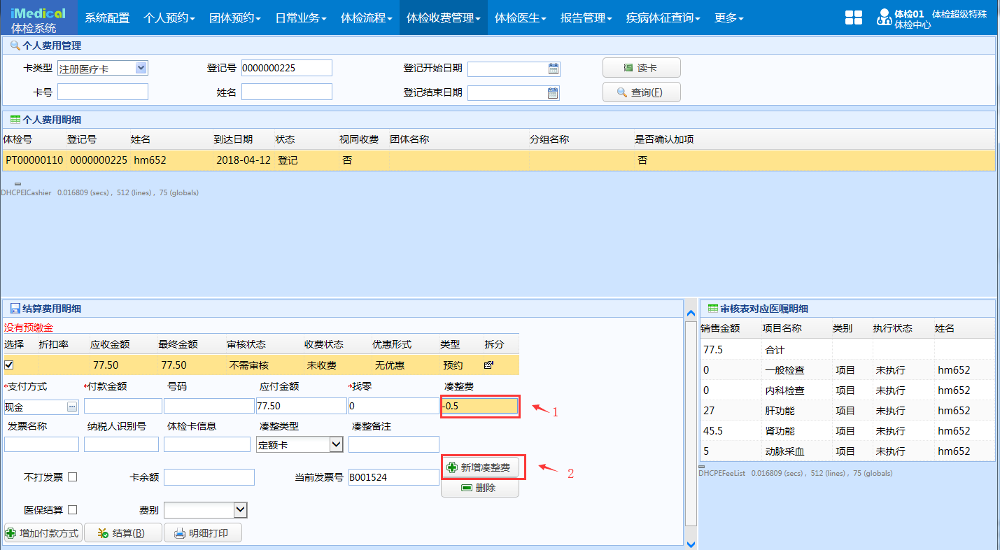 iMedical
体检系统
系统配置 个人预约 团体预约 日常业务 体检流程 体检收费管理 体检医生 报告管理 疾病体征查询 更多
体检01 体检超级特殊
体检中心
个人费用管理
卡类型 注册医疗卡 登记号 0000000225 登记开始日期 读卡
卡号 姓名 登记结束日期 查询(F)
个人费用明细
体检号 登记号 姓名 到达日期 状态 视同收费 团体名称 分组名称 是否确认加项
PT00000110 0000000225 hm652 2018-04-12 登记 否 否
DHCPEICashier 0.016809 (secs) , 512 (lines) , 75 (globals)
结算费用明细
没有预缴金
选择 折扣率 应收金额 最终金额 审核状态 收费状态 优惠形式 类型 拆分
77.50 77.50 不需审核 未收费 无优惠 预约
*支付方式 *付款金额 号码 应付金额 *找零 凑整费
现金 77.50 0 -0.5
1
发票名称 纳税人识别号 体检卡信息 凑整类型 凑整备注
定额卡
新增凑整费
2
不打发票 卡余额 当前发票号 B001524
删除
医保结算 费别
增加付款方式 结算(B) 明细打印
审核表对应医嘱明细
销售金额 项目名称 类别 执行状态 姓名
77.5 合计
0 一般检查 项目 未执行 hm652
0 内科检查 项目 未执行 hm652
27 肝功能 项目 未执行 hm652
45.5 肾功能 项目 未执行 hm652
5 动脉采血 项目 未执行 hm652
DHCPEFeeList 0.016809 (secs) , 512 (lines) , 75 (globals)